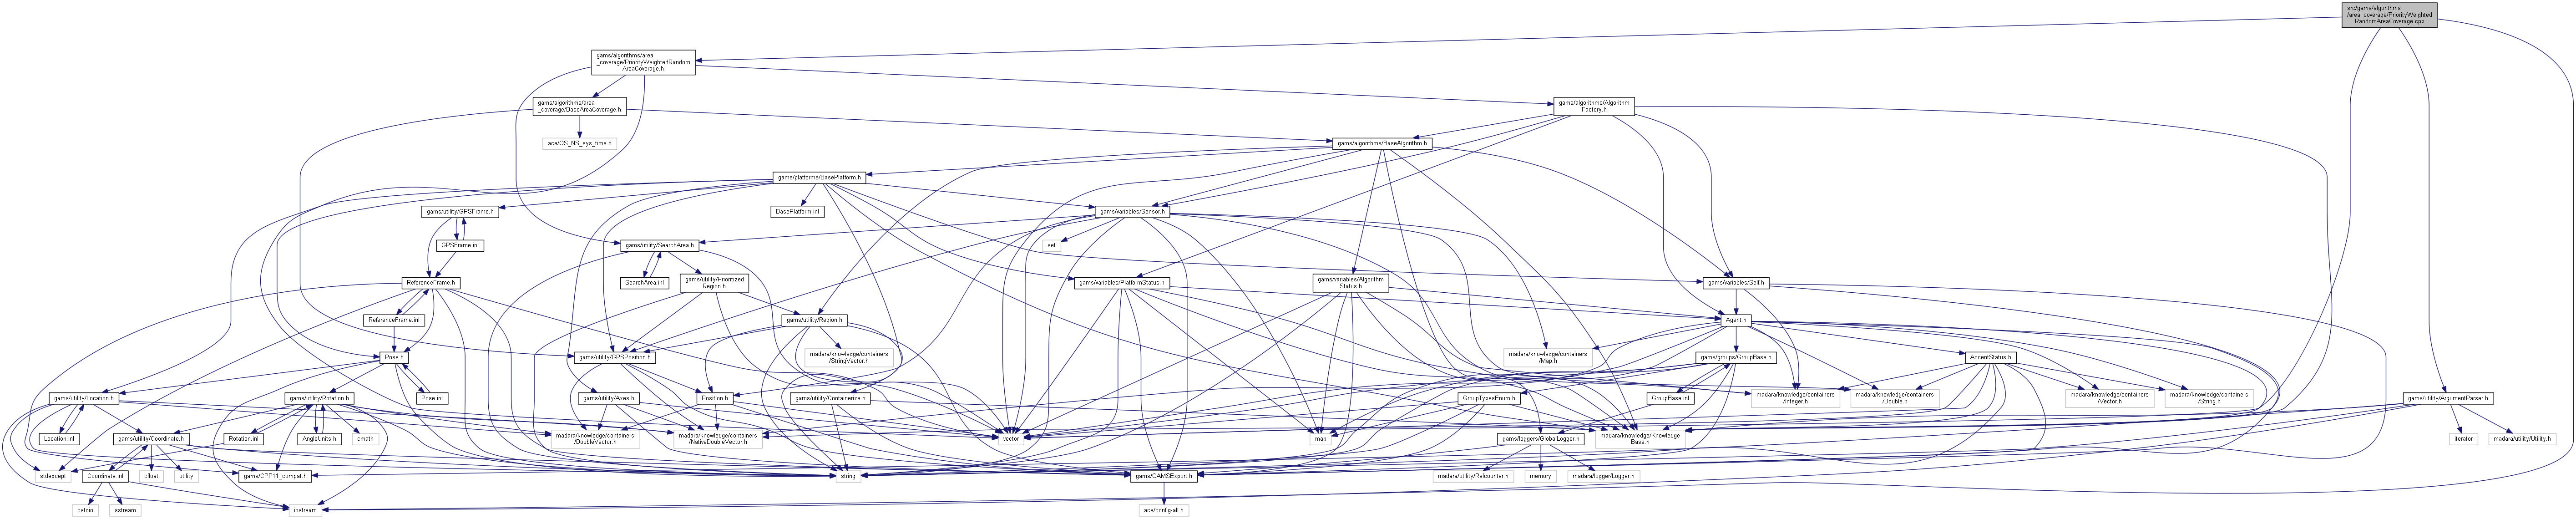 src/gams/algorithms
/area_coverage/PriorityWeighted
RandomAreaCoverage.cpp
gams/algorithms/area
_coverage/PriorityWeightedRandom
AreaCoverage.h
gams/algorithms/area
_coverage/BaseAreaCoverage.h
gams/algorithms/Algorithm
Factory.h
ace/OS_NS_sys_time.h
gams/algorithms/BaseAlgorithm.h
gams/platforms/BasePlatform.h
gams/utility/GPSFrame.h
BasePlatform.inl
gams/variables/Sensor.h
GPSFrame.inl
gams/utility/SearchArea.h
set
ReferenceFrame.h
SearchArea.inl
gams/utility/Prioritized
Region.h
gams/variables/PlatformStatus.h
gams/variables/Algorithm
Status.h
gams/variables/Self.h
ReferenceFrame.inl
gams/utility/Region.h
Agent.h
Pose.h
gams/utility/GPSPosition.h
madara/knowledge/containers
/StringVector.h
madara/knowledge/containers
/Map.h
gams/groups/GroupBase.h
AccentStatus.h
gams/utility/Location.h
gams/utility/Rotation.h
Pose.inl
gams/utility/Axes.h
Position.h
gams/utility/Containerize.h
GroupTypesEnum.h
GroupBase.inl
madara/knowledge/containers
/Integer.h
madara/knowledge/containers
/Double.h
madara/knowledge/containers
/Vector.h
madara/knowledge/containers
/String.h
gams/utility/ArgumentParser.h
Location.inl
gams/utility/Coordinate.h
Rotation.inl
AngleUnits.h
cmath
madara/knowledge/containers
/DoubleVector.h
madara/knowledge/containers
/NativeDoubleVector.h
vector
map
gams/loggers/GlobalLogger.h
madara/knowledge/Knowledge
Base.h
iterator
madara/utility/Utility.h
stdexcept
Coordinate.inl
cfloat
utility
gams/CPP11_compat.h
string
gams/GAMSExport.h
madara/utility/Refcounter.h
memory
madara/logger/Logger.h
cstdio
sstream
iostream
ace/config-all.h